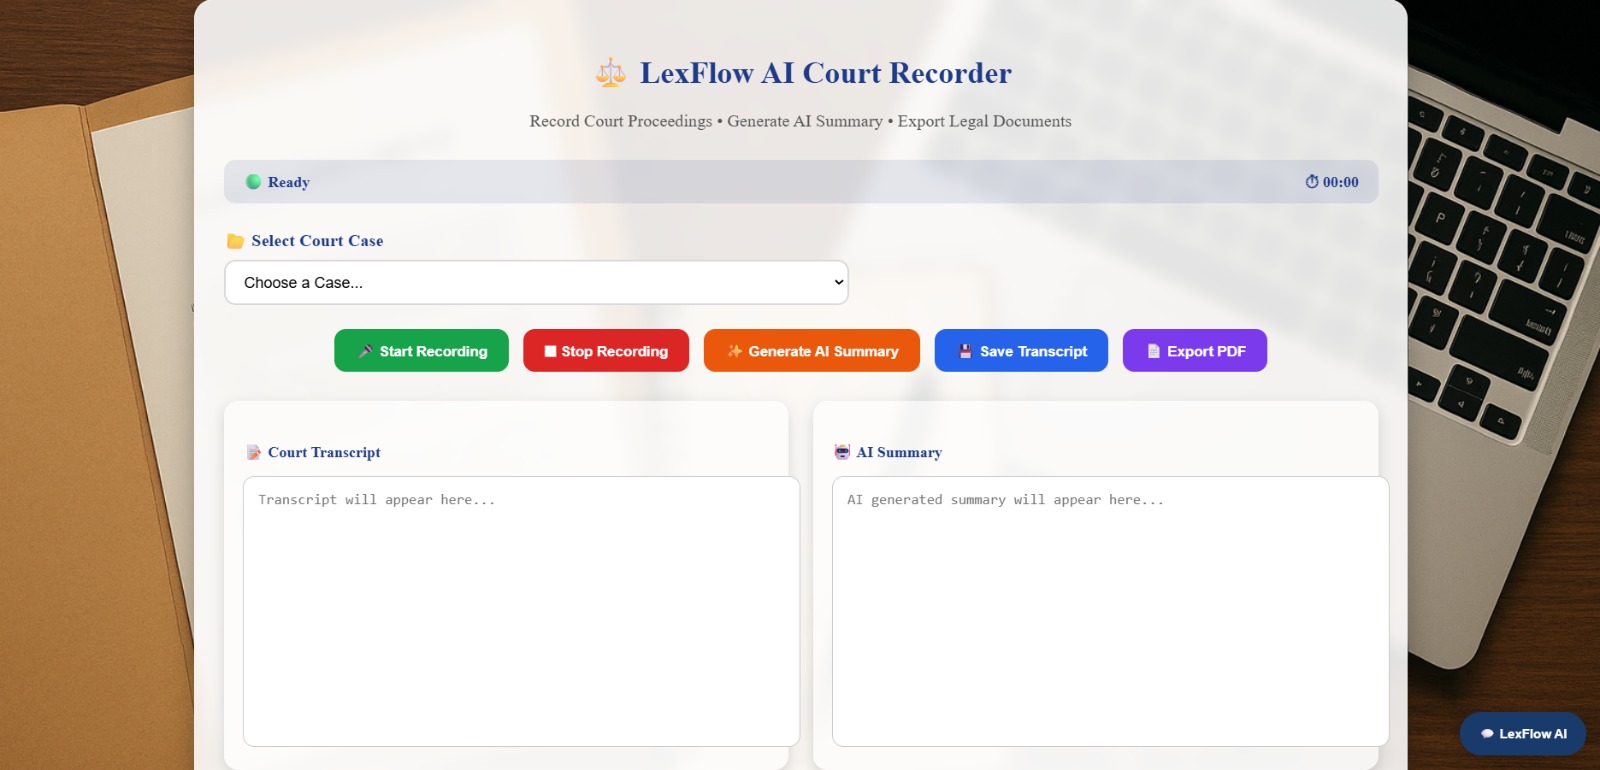 ⚖️ LexFlow AI Court Recorder
Record Court Proceedings • Generate AI Summary • Export Legal Documents
🟢 Ready
⏱ 00:00
📂 Select Court Case
Choose a Case...
🎤 Start Recording
⏹ Stop Recording
✨ Generate AI Summary
💾 Save Transcript
📄 Export PDF
📝 Court Transcript
Transcript will appear here...
🤖 AI Summary
AI generated summary will appear here...
💬 LexFlow AI